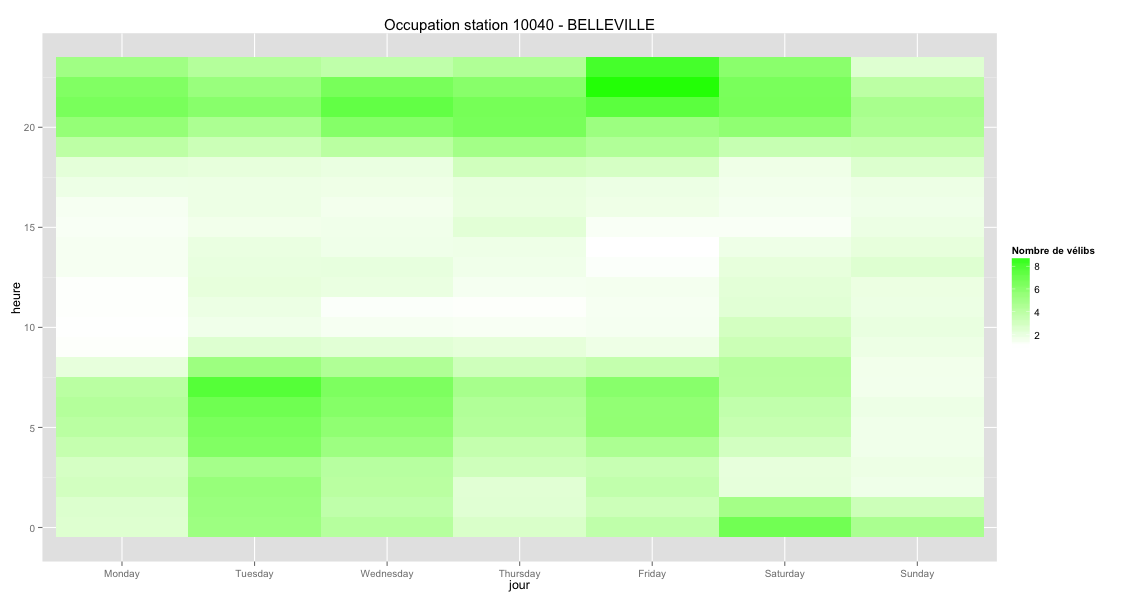 Occupation station 10040 - BELLEVILLE
heure
20
15
10
5
0
Monday Tuesday Wednesday Thursday Friday Saturday Sunday
jour
Nombre de vélibs
8
6
4
2